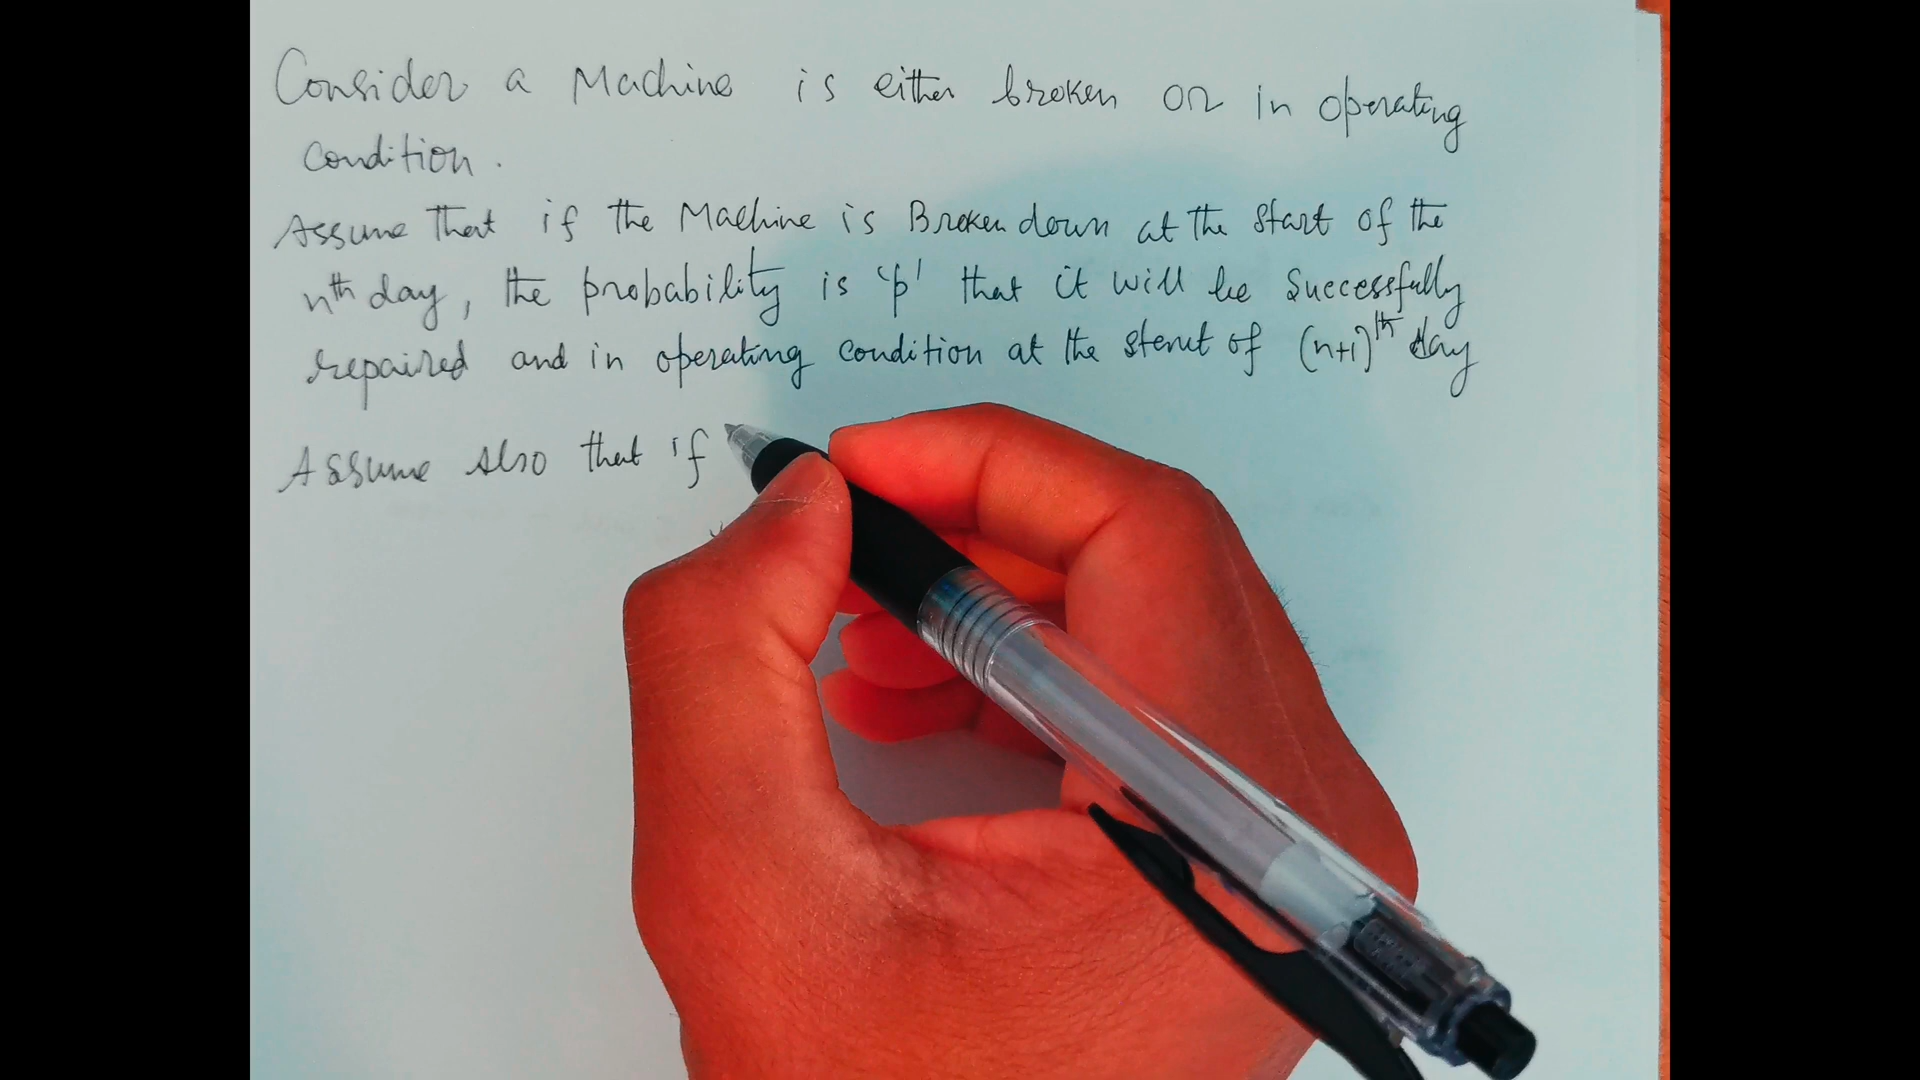 Consider a Machine is either broken or in operating
condition.
Assume that if the Machine is Broken down at the start of the
nth day, the probability is 'p' that it will be successfully
repaired and in operating condition at the start of (n+1)th day
Assume also that if